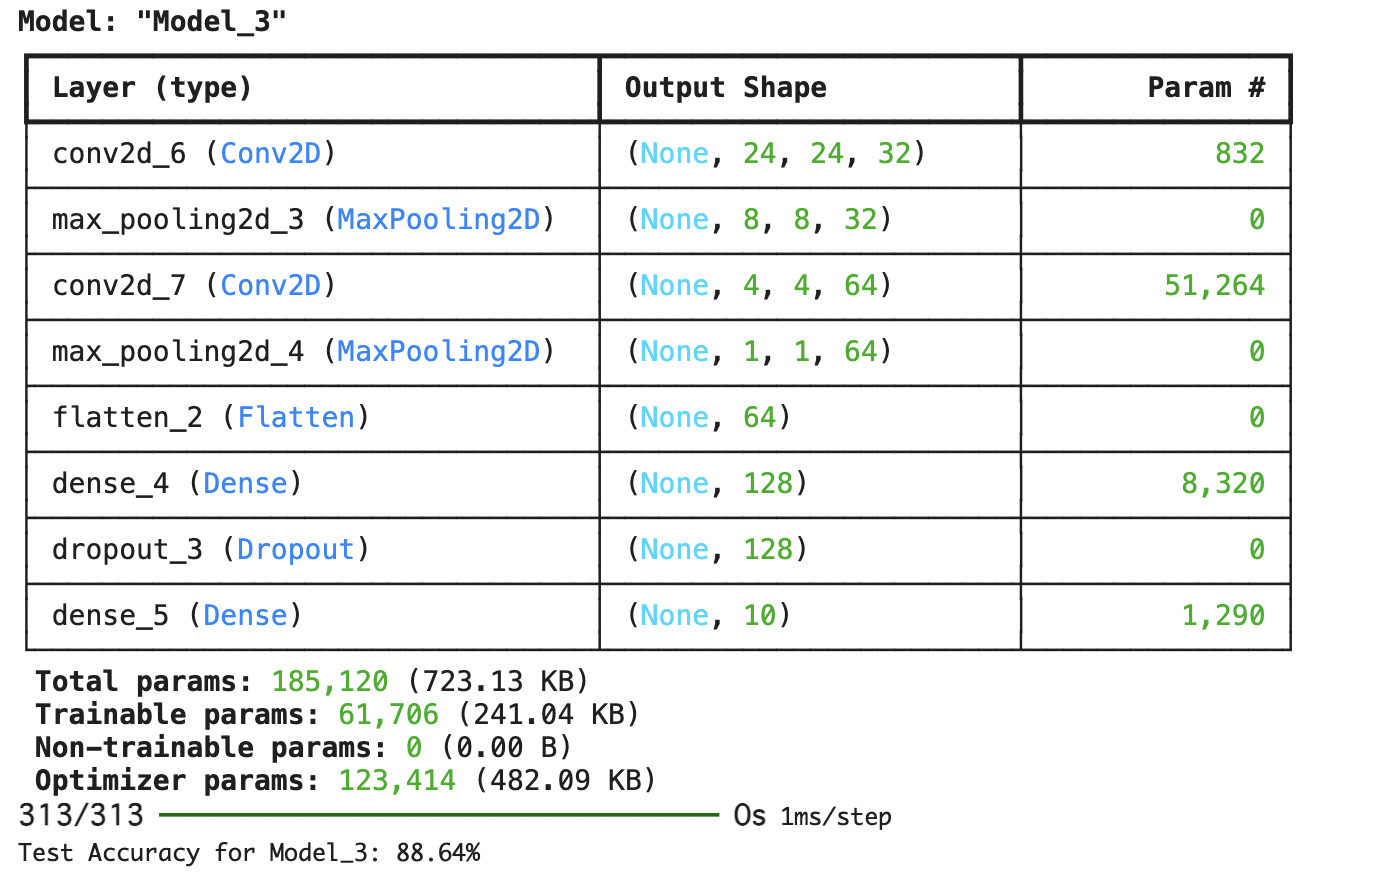 Model: "Model_3"
Layer (type) Output Shape Param #
conv2d_6 (Conv2D) (None, 24, 24, 32) 832
max_pooling2d_3 (MaxPooling2D) (None, 8, 8, 32) 0
conv2d_7 (Conv2D) (None, 4, 4, 64) 51,264
max_pooling2d_4 (MaxPooling2D) (None, 1, 1, 64) 0
flatten_2 (Flatten) (None, 64) 0
dense_4 (Dense) (None, 128) 8,320
dropout_3 (Dropout) (None, 128) 0
dense_5 (Dense) (None, 10) 1,290
Total params: 185,120 (723.13 KB)
Trainable params: 61,706 (241.04 KB)
Non-trainable params: 0 (0.00 B)
Optimizer params: 123,414 (482.09 KB)
313/313 ━━━━━━━━━━━━━━━━━━━━ 0s 1ms/step
Test Accuracy for Model_3: 88.64%